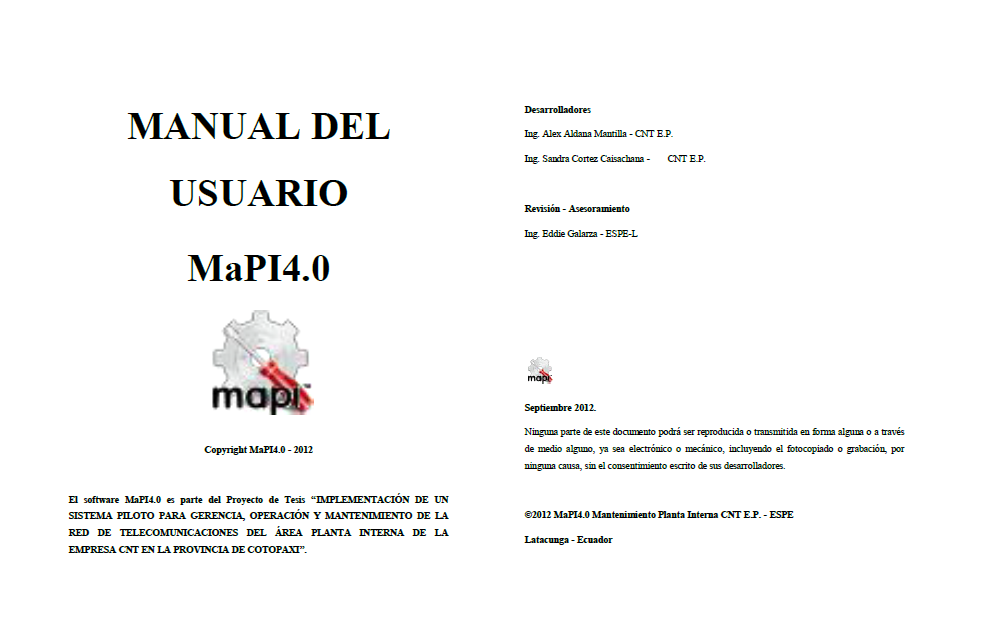 MANUAL DEL
USUARIO
MaPI4.0
mapi
Copyright MaPI4.0 - 2012
El software MaPI4.0 es parte del Proyecto de Tesis “IMPLEMENTACIÓN DE UN
SISTEMA PILOTO PARA GERENCIA, OPERACIÓN Y MANTENIMIENTO DE LA
RED DE TELECOMUNICACIONES DEL ÁREA PLANTA INTERNA DE LA
EMPRESA CNT EN LA PROVINCIA DE COTOPAXI”.
Desarrolladores
Ing. Alex Aldana Mantilla - CNT E.P.
Ing. Sandra Cortez Caisachana - CNT E.P.
Revisión - Asesoramiento
Ing. Eddie Galarza - ESPE-L
mapi
Septiembre 2012.
Ninguna parte de este documento podrá ser reproducida o transmitida en forma alguna o a través
de medio alguno, ya sea electrónico o mecánico, incluyendo el fotocopiado o grabación, por
ninguna causa, sin el consentimiento escrito de sus desarrolladores.
©2012 MaPI4.0 Mantenimiento Planta Interna CNT E.P. - ESPE
Latacunga - Ecuador